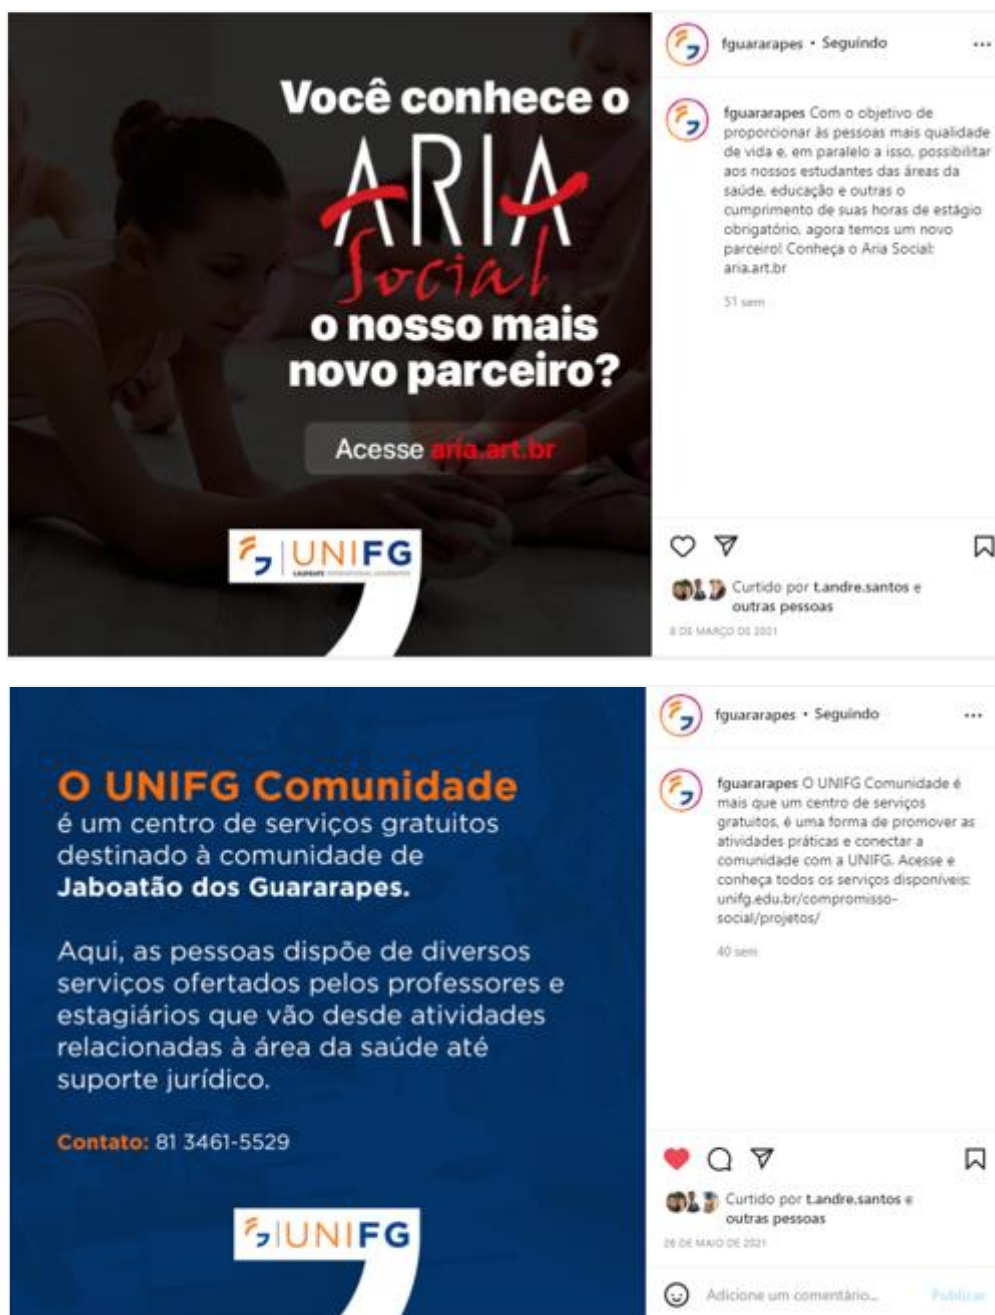 Você conhece o
ARIA
Social
o nosso mais
novo parceiro?
Acesse aria.art.br
UNIFG
LAUREATE INTERNATIONAL UNIVERSITIES
fguararapes • Seguindo
fguararapes Com o objetivo de
proporcionar às pessoas mais qualidade
de vida e, em paralelo a isso, possibilitar
aos nossos estudantes das áreas da
saúde, educação e outras o
cumprimento de suas horas de estágio
obrigatório, agora temos um novo
parceiro! Conheça o Aria Social:
aria.art.br
51 sem
Curtido por t.andre.santos e
outras pessoas
8 DE MARÇO DE 2021
O UNIFG Comunidade
é um centro de serviços gratuitos
destinado à comunidade de
Jaboatão dos Guararapes.
Aqui, as pessoas dispõe de diversos
serviços ofertados pelos professores e
estagiários que vão desde atividades
relacionadas à área da saúde até
suporte jurídico.
Contato: 81 3461-5529
UNIFG
fguararapes • Seguindo
fguararapes O UNIFG Comunidade é
mais que um centro de serviços
gratuitos, é uma forma de promover as
atividades práticas e conectar a
comunidade com a UNIFG. Acesse e
conheça todos os serviços disponíveis:
unifg.edu.br/compromisso-
social/projetos/
40 sem
Curtido por t.andre.santos e
outras pessoas
26 DE MAIO DE 2021
Adicione um comentário...
Publicar